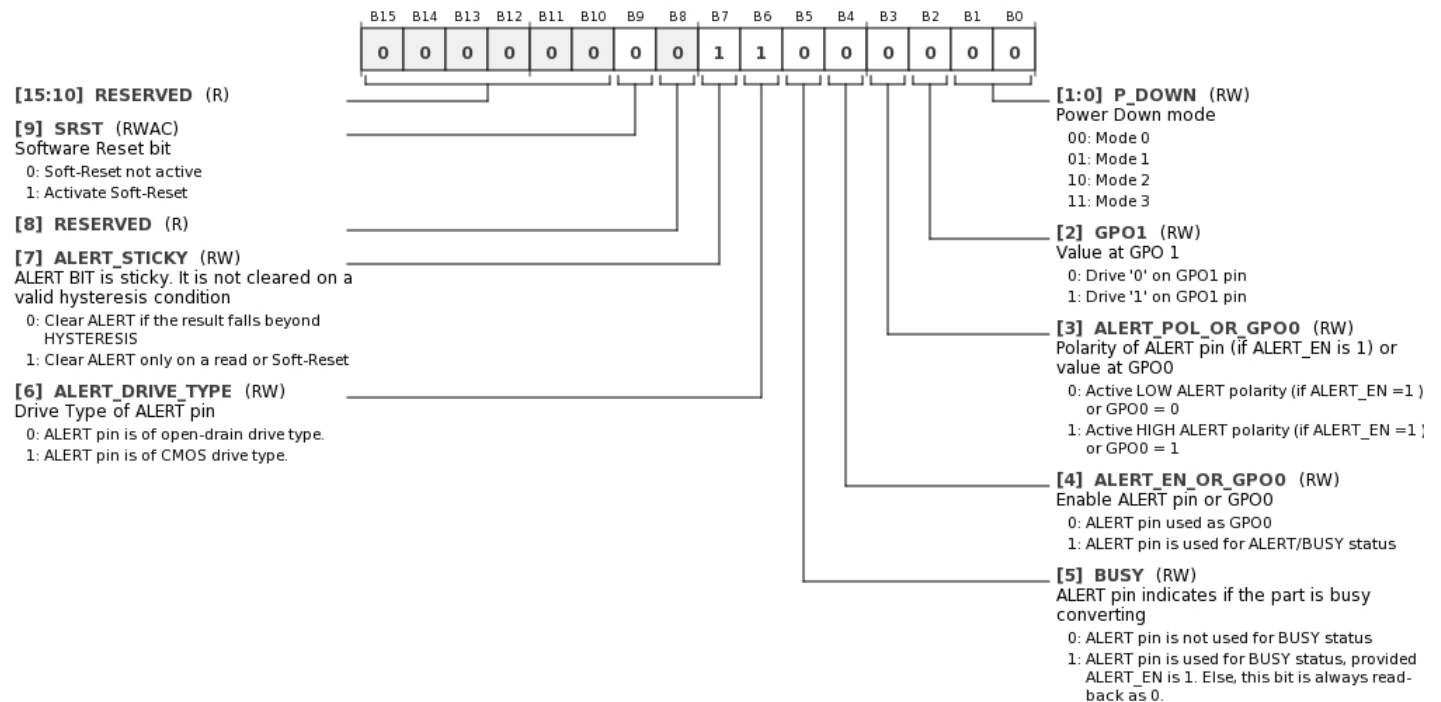 B15 B14 B13 B12 B11 B10 B9 B8 B7 B6 B5 B4 B3 B2 B1 B0
0 0 0 0 0 0 0 0 1 1 0 0 0 0 0 0
[15:10] RESERVED (R)
[9] SRST (RWAC)
Software Reset bit
0: Soft-Reset not active
1: Activate Soft-Reset
[8] RESERVED (R)
[7] ALERT_STICKY (RW)
ALERT BIT is sticky. It is not cleared on a
valid hysteresis condition
0: Clear ALERT if the result falls beyond
HYSTERESIS
1: Clear ALERT only on a read or Soft-Reset
[6] ALERT_DRIVE_TYPE (RW)
Drive Type of ALERT pin
0: ALERT pin is of open-drain drive type.
1: ALERT pin is of CMOS drive type.
[1:0] P_DOWN (RW)
Power Down mode
00: Mode 0
01: Mode 1
10: Mode 2
11: Mode 3
[2] GPO1 (RW)
Value at GPO 1
0: Drive '0' on GPO1 pin
1: Drive '1' on GPO1 pin
[3] ALERT_POL_OR_GPO0 (RW)
Polarity of ALERT pin (if ALERT_EN is 1) or
value at GPO0
0: Active LOW ALERT polarity (if ALERT_EN =1 )
or GPO0 = 0
1: Active HIGH ALERT polarity (if ALERT_EN =1 )
or GPO0 = 1
[4] ALERT_EN_OR_GPO0 (RW)
Enable ALERT pin or GPO0
0: ALERT pin used as GPO0
1: ALERT pin is used for ALERT/BUSY status
[5] BUSY (RW)
ALERT pin indicates if the part is busy
converting
0: ALERT pin is not used for BUSY status
1: ALERT pin is used for BUSY status, provided
ALERT_EN is 1. Else, this bit is always read-
back as 0.